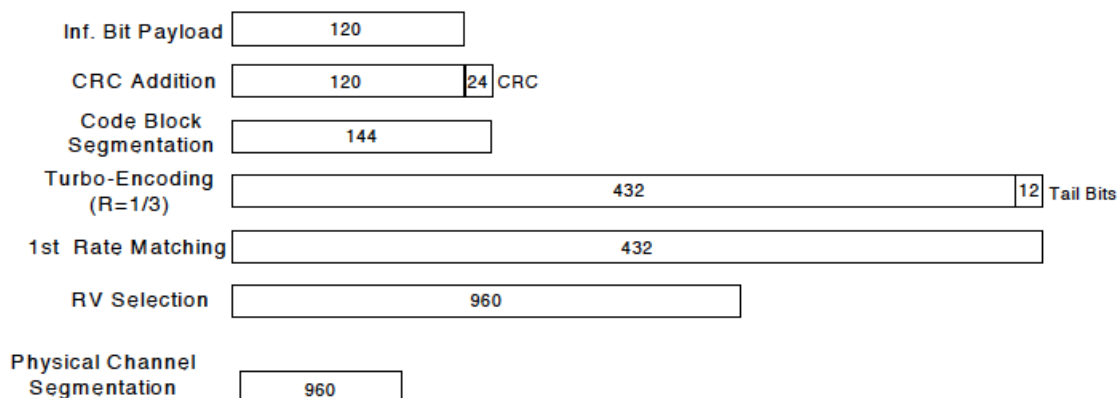 Inf. Bit Payload 120
CRC Addition 120 24 CRC
Code Block
Segmentation 144
Turbo-Encoding
(R=1/3) 432 12 Tail Bits
1st Rate Matching 432
RV Selection 960
Physical Channel
Segmentation 960